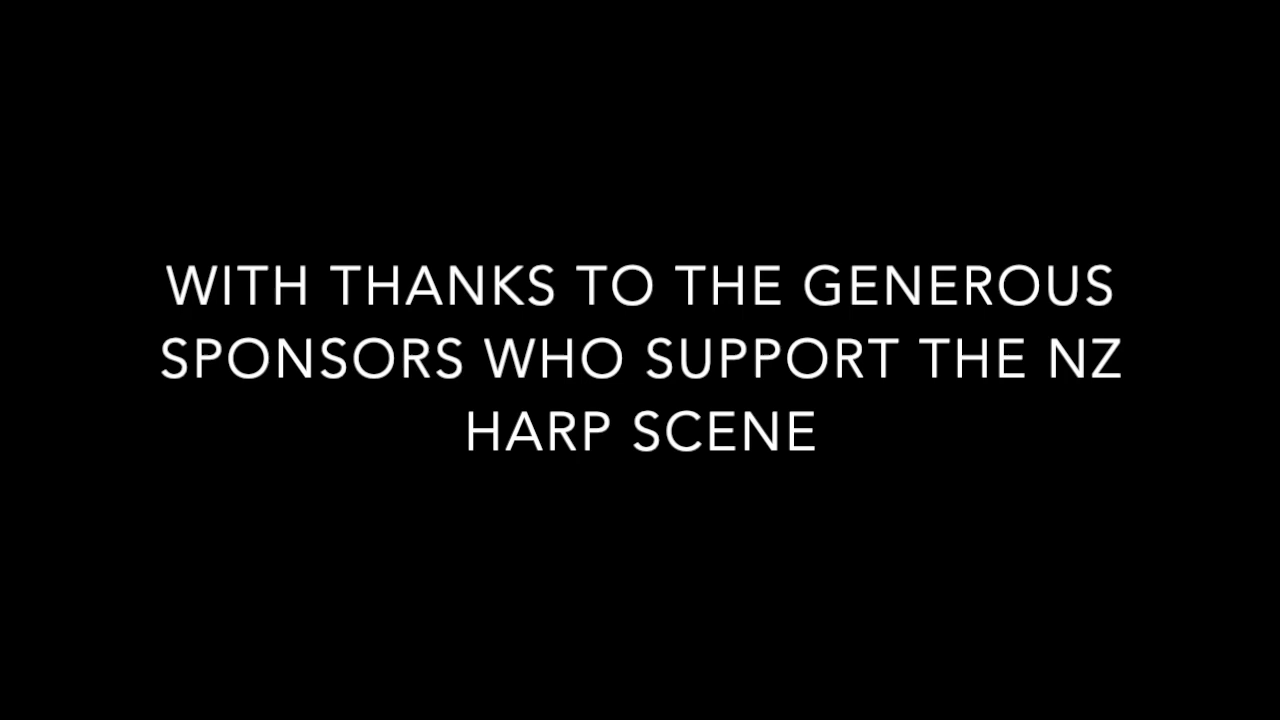 WITH THANKS TO THE GENEROUS
SPONSORS WHO SUPPORT THE NZ
HARP SCENE